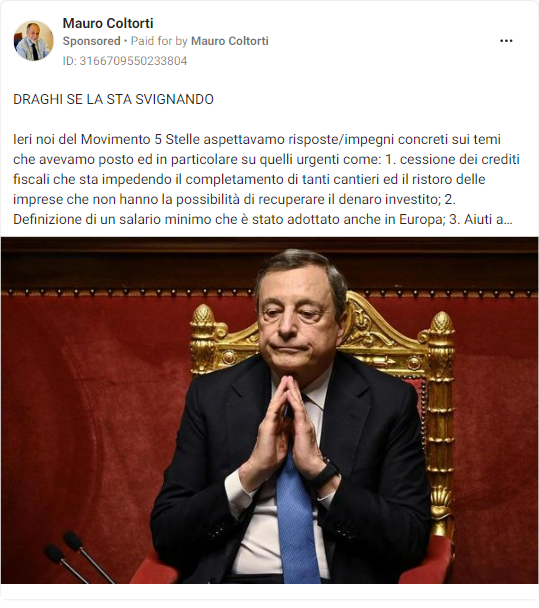 Mauro Coltorti
Sponsored • Paid for by Mauro Coltorti
ID: 3166709550233804
DRAGHI SE LA STA SVIGNANDO
Ieri noi del Movimento 5 Stelle aspettavamo risposte/impegni concreti sui temi
che avevamo posto ed in particolare su quelli urgenti come: 1. cessione dei crediti
fiscali che sta impedendo il completamento di tanti cantieri ed il ristoro delle
imprese che non hanno la possibilità di recuperare il denaro investito; 2.
Definizione di un salario minimo che è stato adottato anche in Europa; 3. Aiuti a...